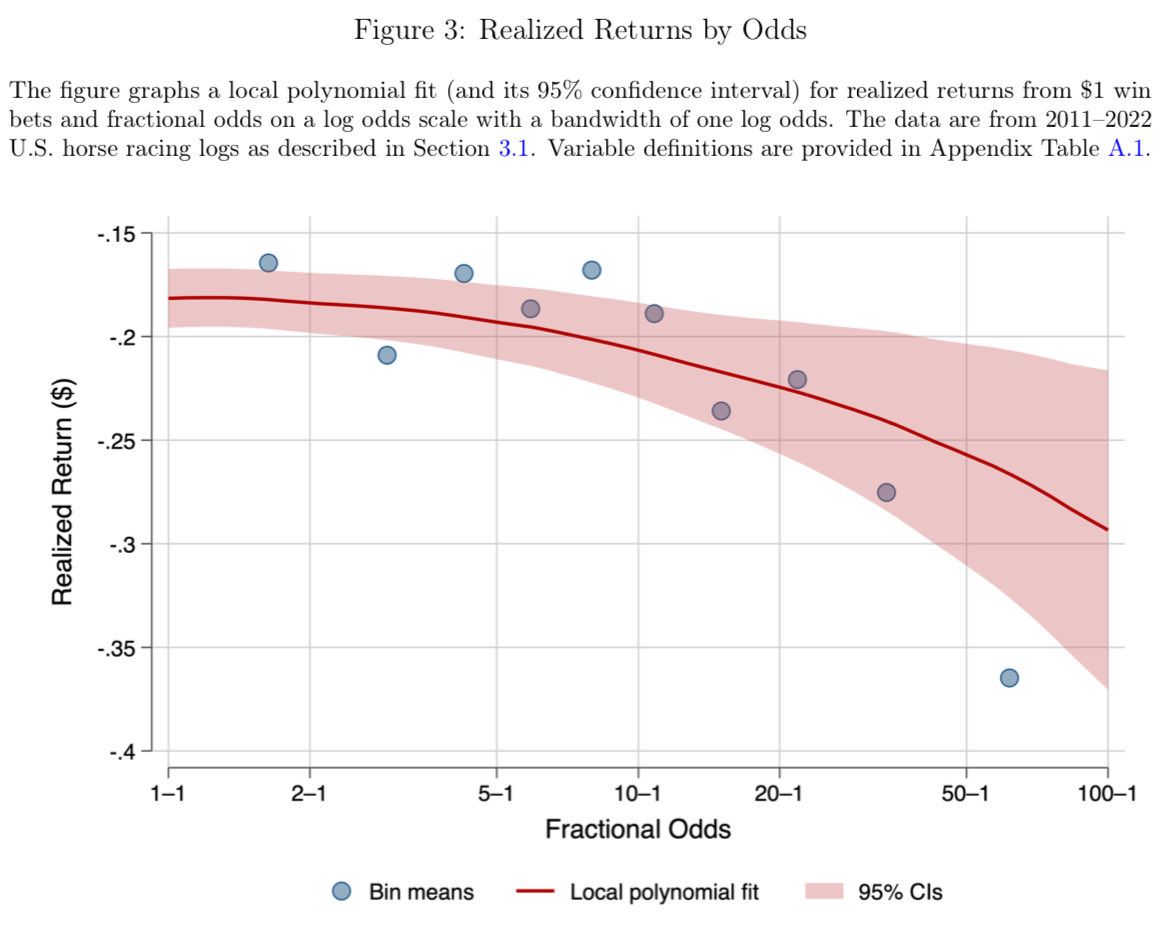 Figure 3: Realized Returns by Odds
The figure graphs a local polynomial fit (and its 95% confidence interval) for realized returns from $1 win
bets and fractional odds on a log odds scale with a bandwidth of one log odds. The data are from 2011–2022
U.S. horse racing logs as described in Section 3.1. Variable definitions are provided in Appendix Table A.1.
Realized Return ($)
-.15
-.2
-.25
-.3
-.35
-.4
1–1 2–1 5–1 10–1 20–1 50–1 100–1
Fractional Odds
Bin means Local polynomial fit 95% CIs